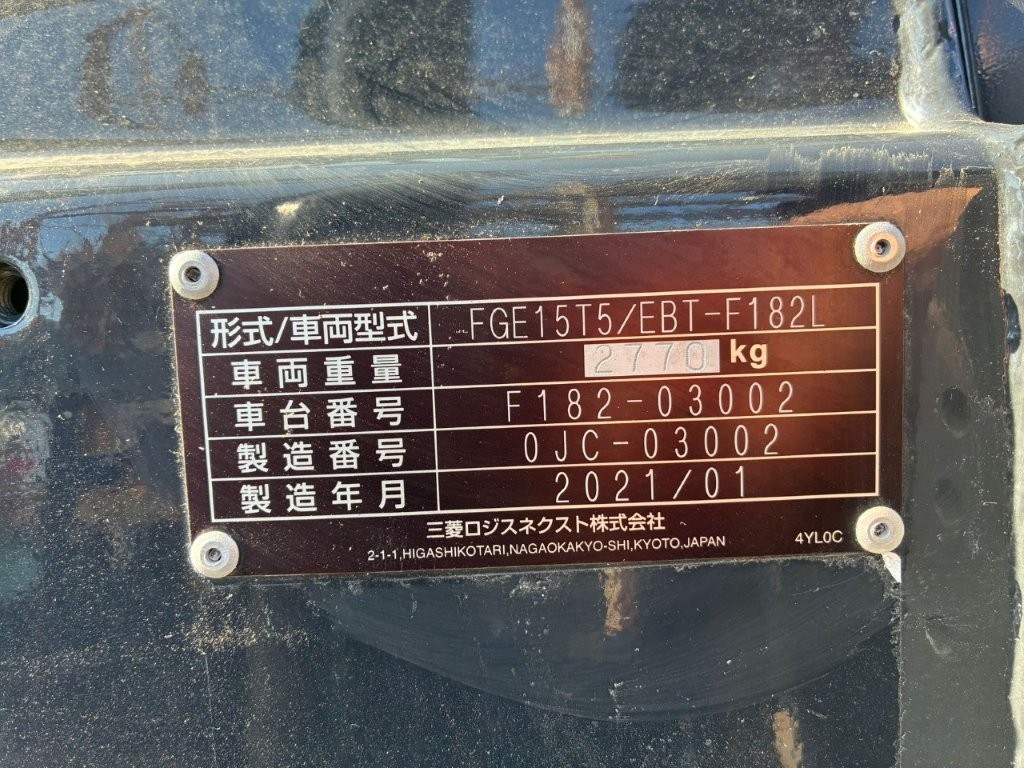 形式/車両型式 FGE15T5/EBT-F182L
車両重量 2770 kg
車台番号 F182-03002
製造番号 0JC-03002
製造年月 2021/01
三菱ロジスネクスト株式会社
2-1-1,HIGASHIKOTARI,NAGAOKAKYO-SHI,KYOTO,JAPAN 4YL0C